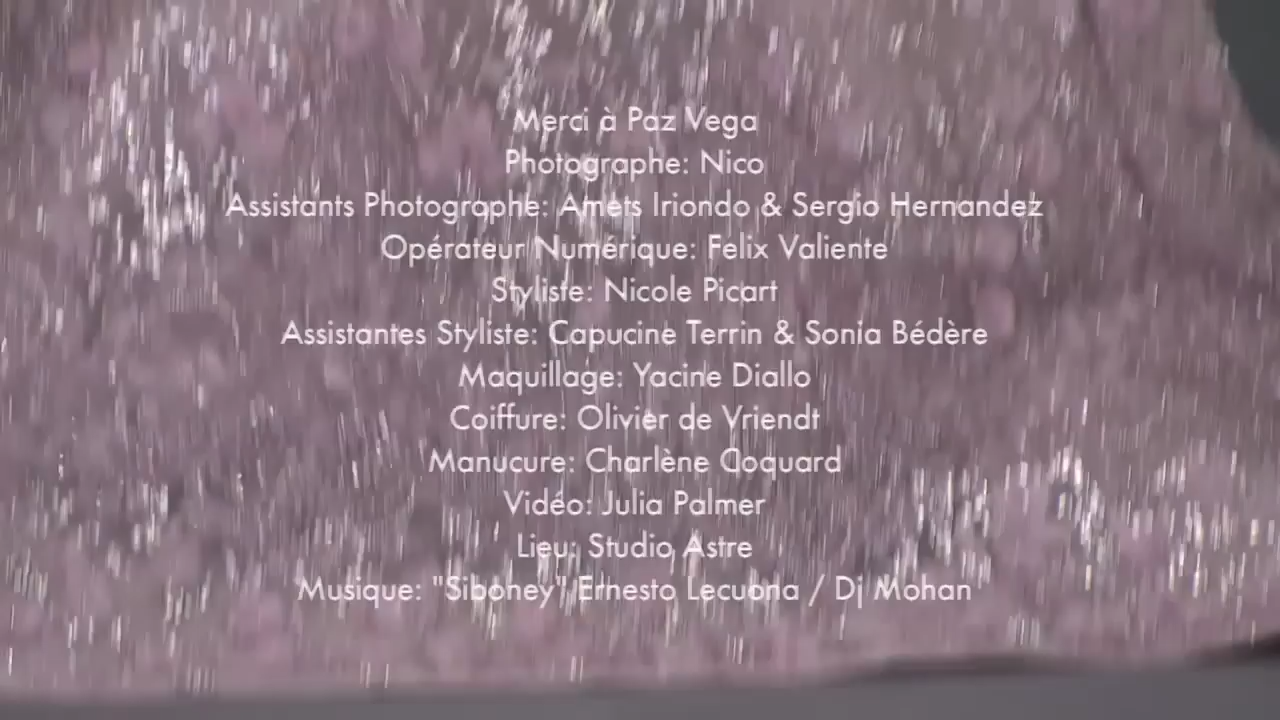 Merci à Paz Vega
Photographe: Nico
Assistants Photographe: Amets Iriondo & Sergio Hernandez
Opérateur Numérique: Felix Valiente
Styliste: Nicole Picart
Assistantes Styliste: Capucine Terrin & Sonia Bédère
Maquillage: Yacine Diallo
Coiffure: Olivier de Vriendt
Manucure: Charlène Coquard
Vidéo: Julia Palmer
Lieu: Studio Astre
Musique: "Siboney" Ernesto Lecuona / Dj Mohan